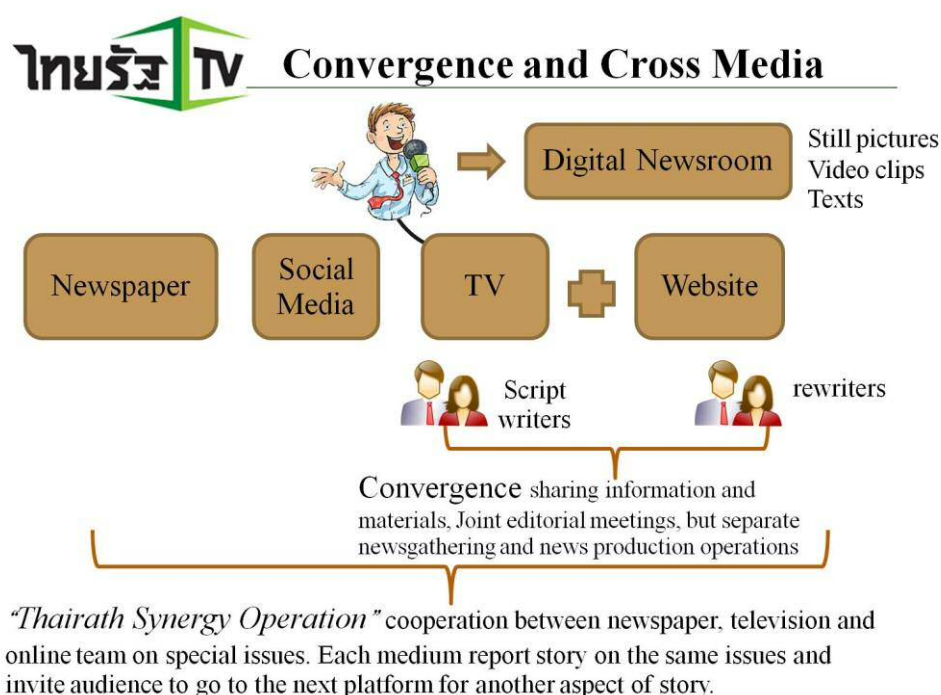 ไทยรัฐ TV
Convergence and Cross Media
Digital Newsroom
Still pictures
Video clips
Texts
Newspaper
Social
Media
TV
Website
Script
writers
rewriters
Convergence sharing information and
materials, Joint editorial meetings, but separate
newsgathering and news production operations
“Thairath Synergy Operation” cooperation between newspaper, television and
online team on special issues. Each medium report story on the same issues and
invite audience to go to the next platform for another aspect of story.